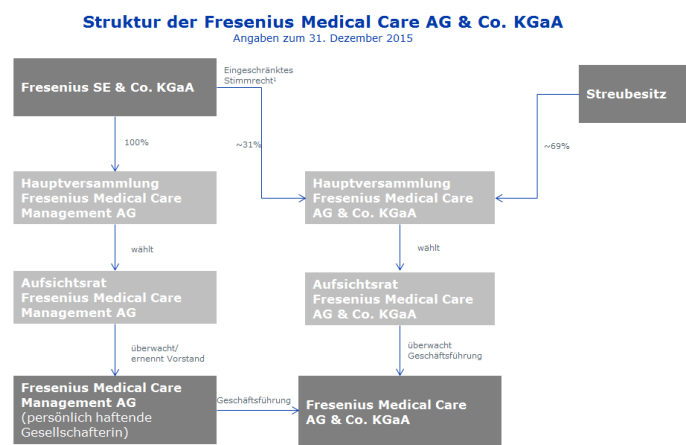 Struktur der Fresenius Medical Care AG & Co. KGaA
Angaben zum 31. Dezember 2015
Fresenius SE & Co. KGaA
Eingeschränktes
Stimmrecht¹
Streubesitz
100%
~31%
~69%
Hauptversammlung
Fresenius Medical Care
Management AG
Hauptversammlung
Fresenius Medical Care
AG & Co. KGaA
wählt
wählt
Aufsichtsrat
Fresenius Medical Care
Management AG
Aufsichtsrat
Fresenius Medical Care
AG & Co. KGaA
überwacht/
ernennt Vorstand
überwacht
Geschäftsführung
Fresenius Medical Care
Management AG
(persönlich haftende
Gesellschafterin)
Geschäftsführung
Fresenius Medical Care
AG & Co. KGaA